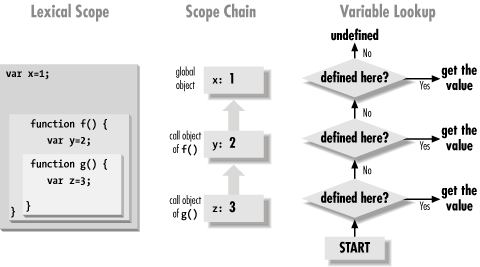 Lexical Scope
var x=1;
function f() {
var y=2;
function g() {
var z=3;
}
}
Scope Chain
global
object
x: 1
call object
of f()
y: 2
call object
of g()
z: 3
Variable Lookup
undefined
No
defined here?
Yes
get the
value
No
defined here?
Yes
get the
value
No
defined here?
Yes
get the
value
START